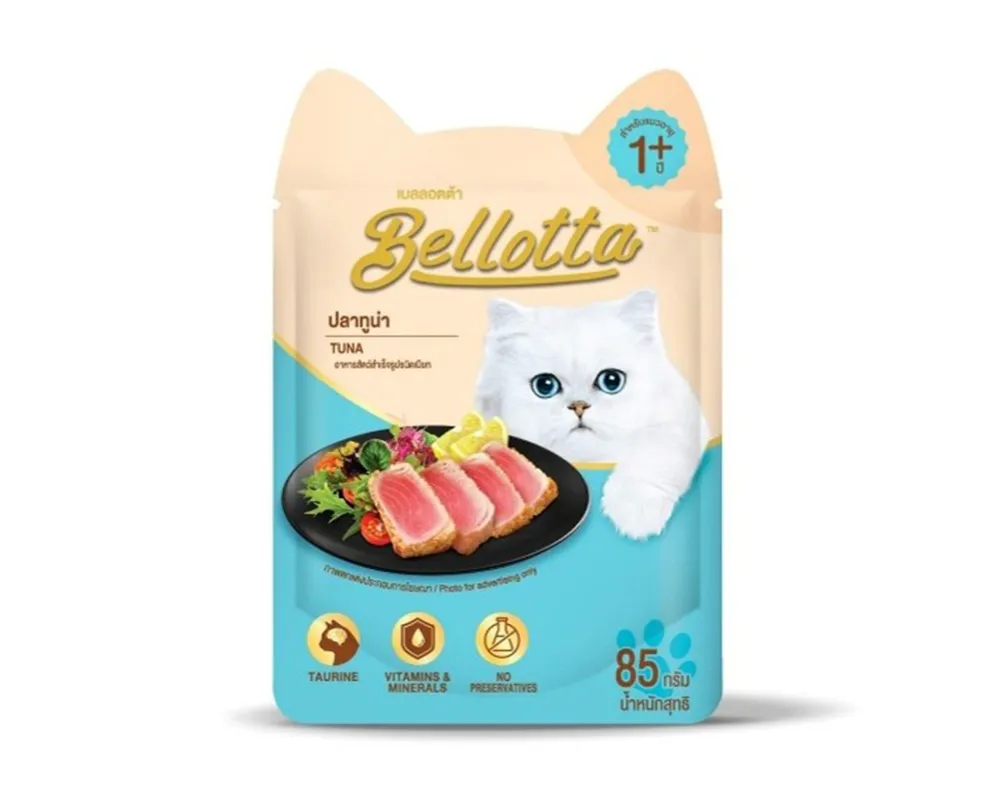 สำหรับแมวอายุ
1+
ปี
เบลลอตต้า
Bellotta™
ปลาทูน่า
TUNA
อาหารสัตว์สำเร็จรูปชนิดเปียก
ภาพตกแต่งประกอบการโฆษณา / Photo for advertising only
TAURINE
VITAMINS &
MINERALS
NO
PRESERVATIVES
85 กรัม
น้ำหนักสุทธิ